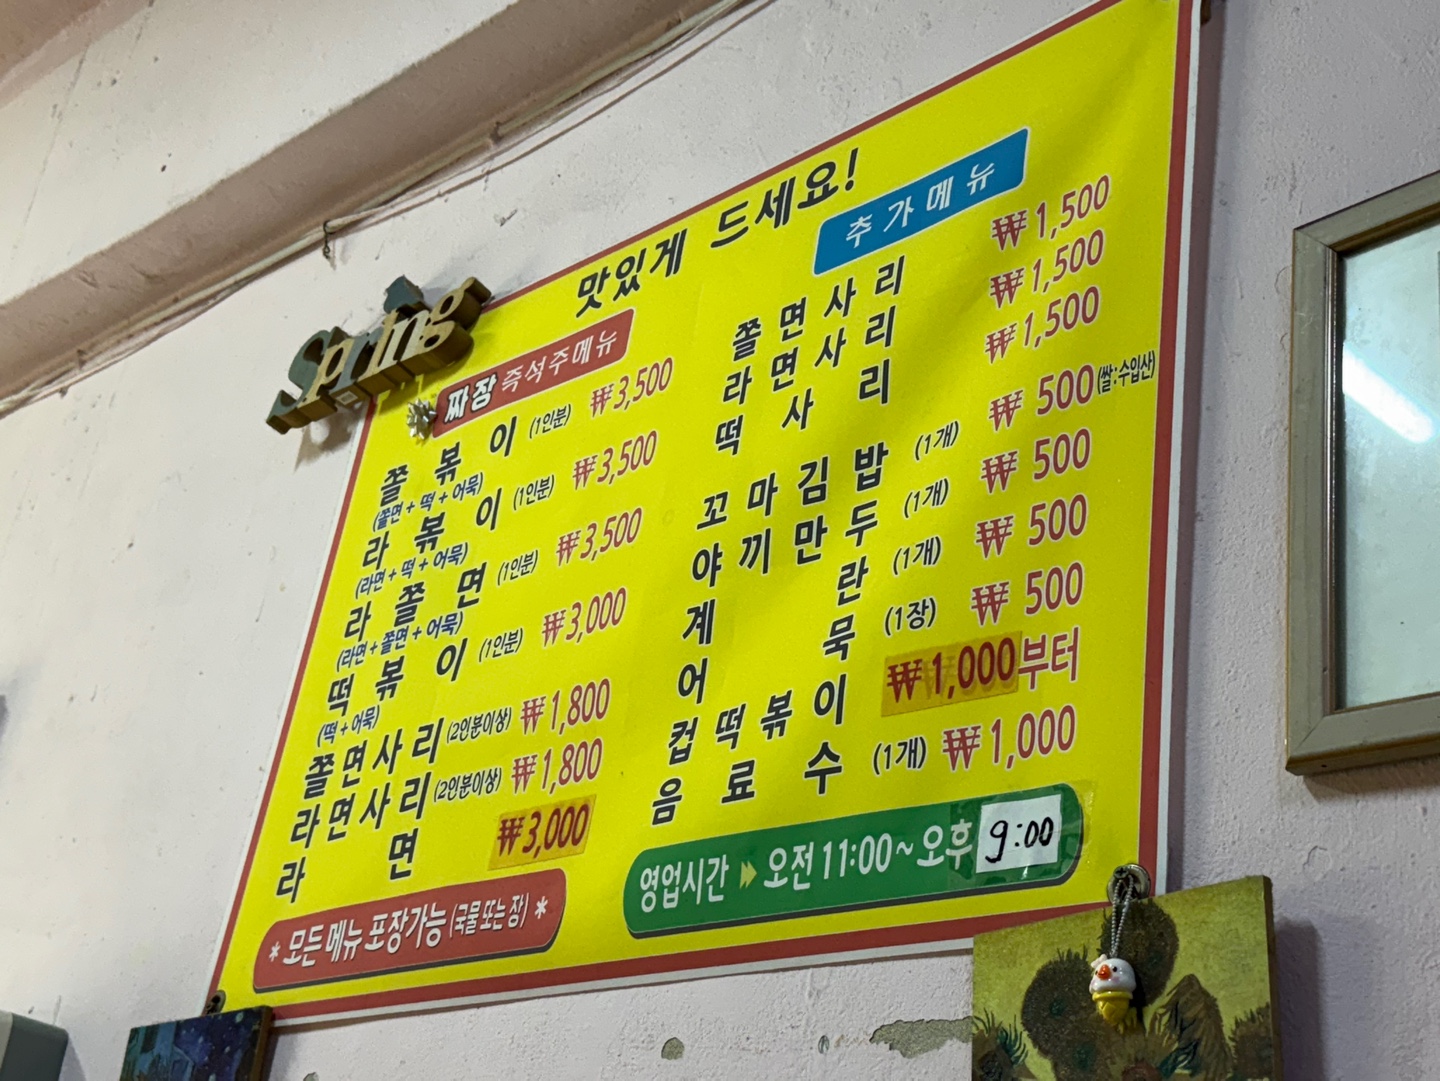 Spring
맛있게 드세요!
짜장 즉석주메뉴
쫄볶이 (1인분) ₩3,500
(쫄면 + 떡 + 어묵)
라볶이 (1인분) ₩3,500
(라면 + 떡 + 어묵)
라쫄면 (1인분) ₩3,500
(라면 + 쫄면 + 어묵)
떡볶이 (1인분) ₩3,000
(떡 + 어묵)
쫄면사리 (2인분이상) ₩1,800
라면사리 (2인분이상) ₩1,800
라면 ₩3,000
* 모든 메뉴 포장가능 (국물 또는 장) *
추가메뉴
쫄면사리 ₩1,500
라면사리 ₩1,500
떡사리 ₩1,500
꼬마김밥 (1개) ₩500 (쌀:수입산)
야끼만두 (1개) ₩500
계란 (1개) ₩500
어묵 (1장) ₩500
컵떡볶이 ₩1,000부터
음료수 (1개) ₩1,000
영업시간 오전 11:00 ~ 오후 9:00